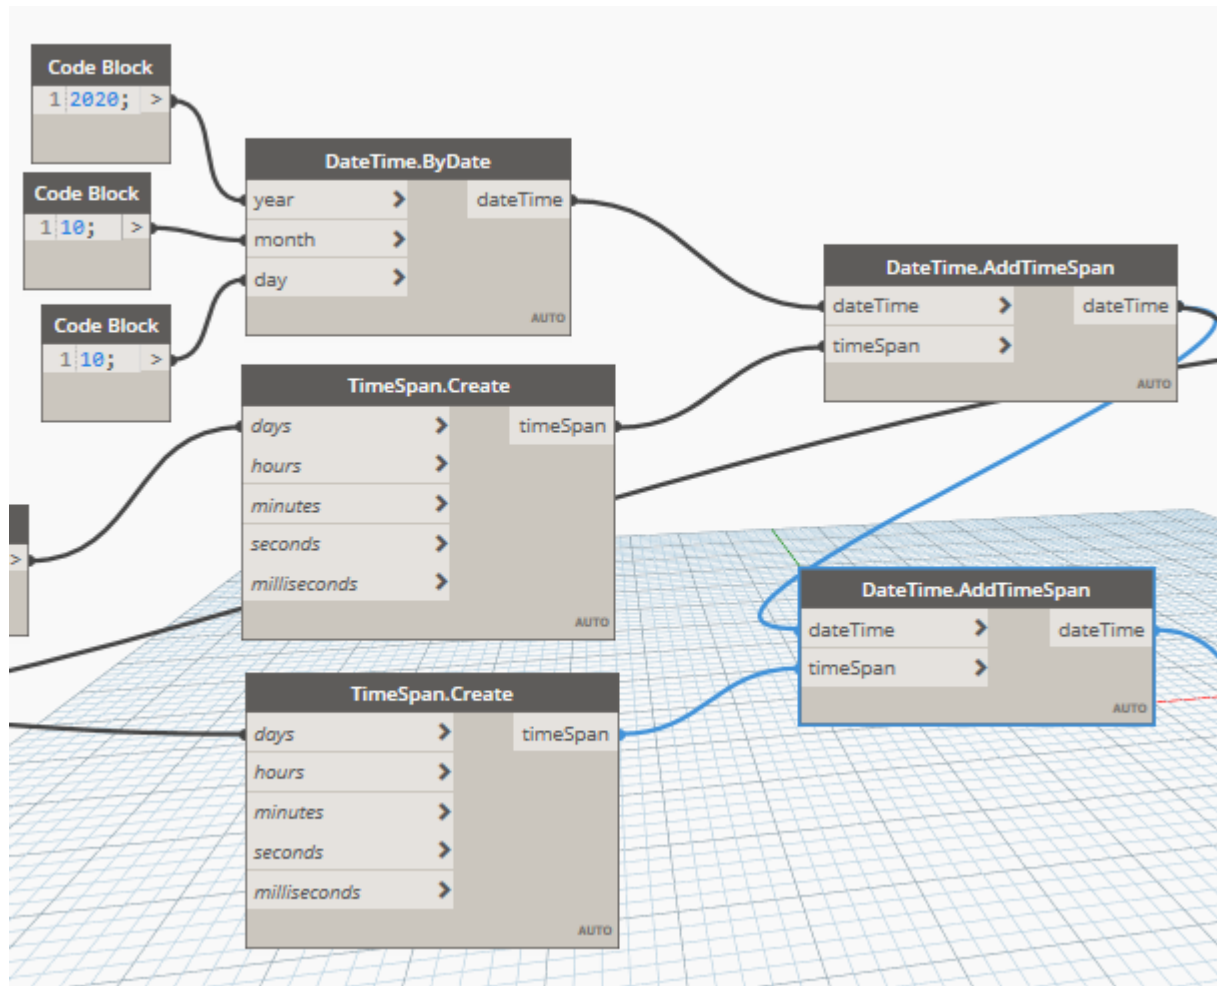 Code Block
1 2020; >
Code Block
1 10; >
Code Block
1 10; >
DateTime.ByDate
year > dateTime
month >
day >
AUTO
DateTime.AddTimeSpan
dateTime > dateTime
timeSpan >
AUTO
TimeSpan.Create
days > timeSpan
hours >
minutes >
seconds >
milliseconds >
AUTO
>
DateTime.AddTimeSpan
dateTime > dateTime
timeSpan >
AUTO
TimeSpan.Create
days > timeSpan
hours >
minutes >
seconds >
milliseconds >
AUTO